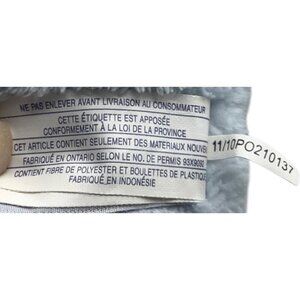 NE PAS ENLEVER AVANT LIVRAISON AU CONSOMMATEUR
CETTE ÉTIQUETTE EST APPOSÉE
CONFORMÉMENT À LA LOI DE LA PROVINCE
CET ARTICLE CONTIENT SEULEMENT DES MATÉRIAUX NOUVEA
FABRIQUÉ EN ONTARIO SELON LE NO. DE PERMIS 93X9092
CONTIENT FIBRE DE POLYESTER ET BOULETTES DE PLASTIQUE
FABRIQUÉ EN INDONÉSIE
11/10PO210137